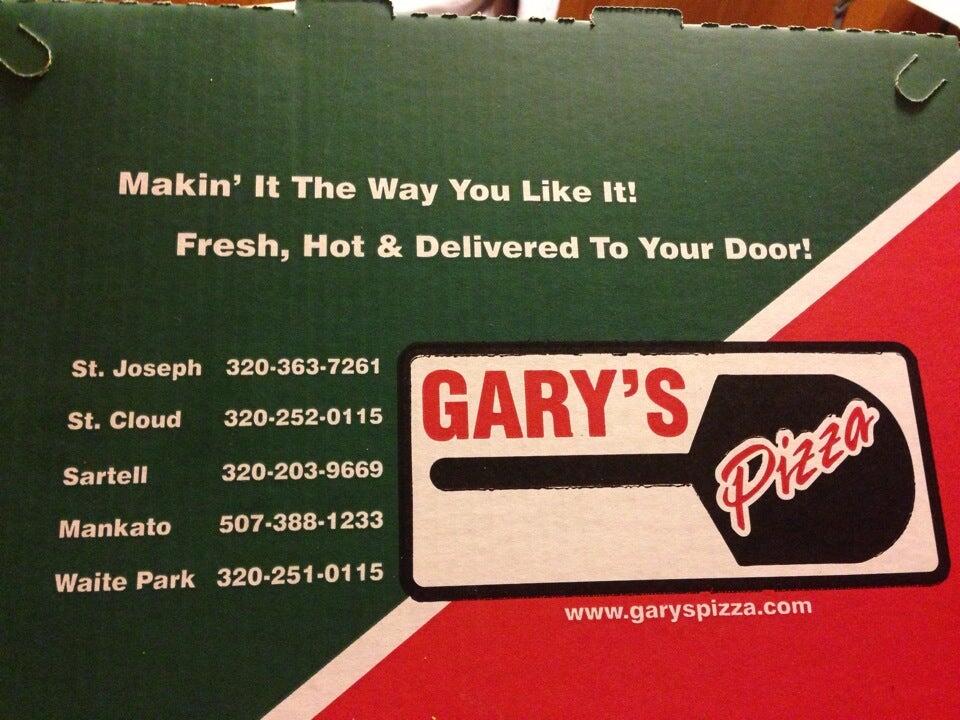 Makin' It The Way You Like It!
Fresh, Hot & Delivered To Your Door!
St. Joseph 320-363-7261
St. Cloud 320-252-0115
Sartell 320-203-9669
Mankato 507-388-1233
Waite Park 320-251-0115
GARY'S
Pizza
www.garyspizza.com